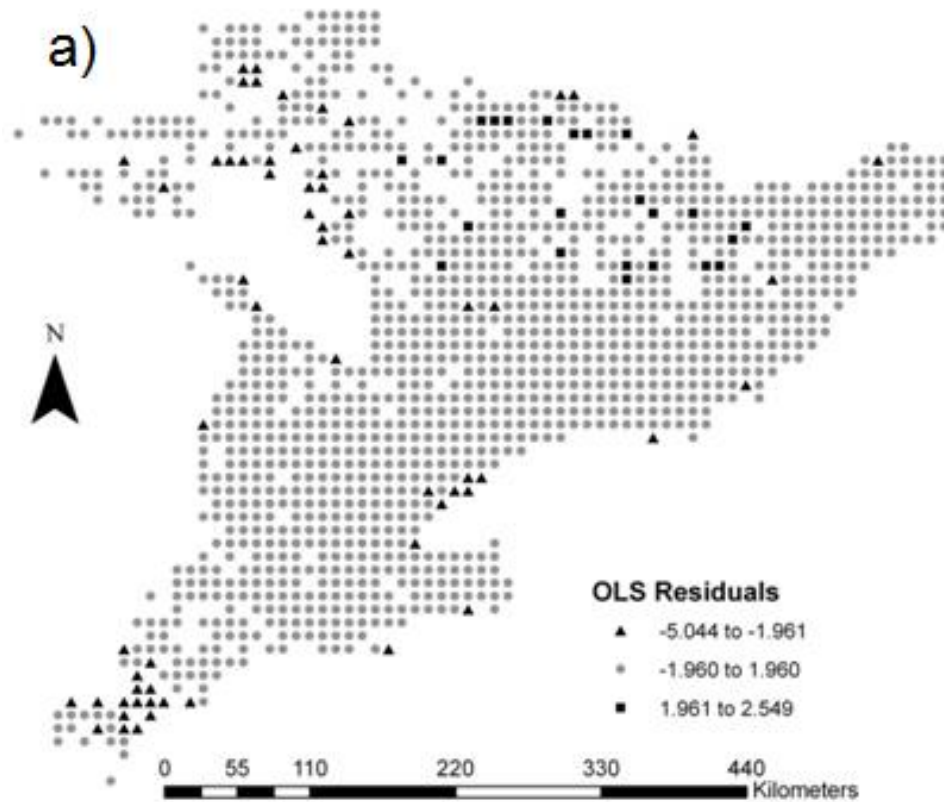 a)
N
OLS Residuals
-5.044 to -1.961
-1.960 to 1.960
1.961 to 2.549
0 55 110 220 330 440
Kilometers